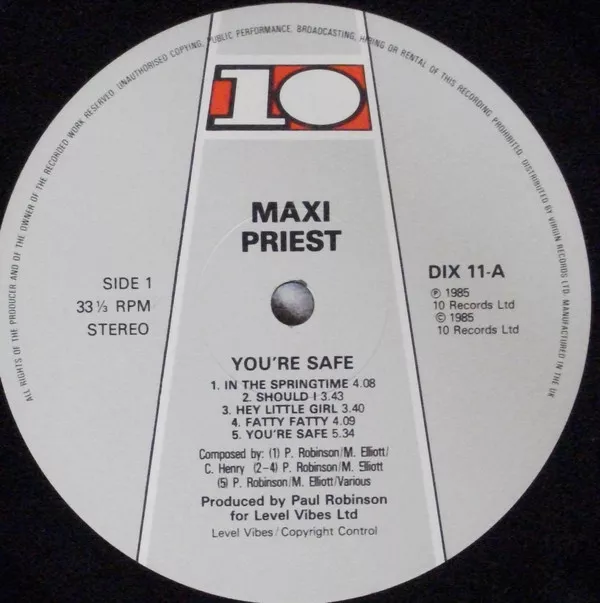 ALL RIGHTS OF THE PRODUCER AND OF THE OWNER OF THE RECORDED WORK RESERVED. UNAUTHORISED COPYING, PUBLIC PERFORMANCE, BROADCASTING, HIRING OR RENTAL OF THIS RECORDING PROHIBITED. DISTRIBUTED BY VIRGIN RECORDS LTD. MANUFACTURED IN THE UK
10
MAXI
PRIEST
SIDE 1
33 ⅓ RPM
STEREO
DIX 11-A
℗ 1985
10 Records Ltd
© 1985
10 Records Ltd
YOU'RE SAFE
1. IN THE SPRINGTIME 4.08
2. SHOULD I 3.43
3. HEY LITTLE GIRL 3.40
4. FATTY FATTY 4.09
5. YOU'RE SAFE 5.34
Composed by: (1) P. Robinson/M. Elliott/
C. Henry (2–4) P. Robinson/M. Elliott
(5) P. Robinson/M. Elliott/Various
Produced by Paul Robinson
for Level Vibes Ltd
Level Vibes/Copyright Control